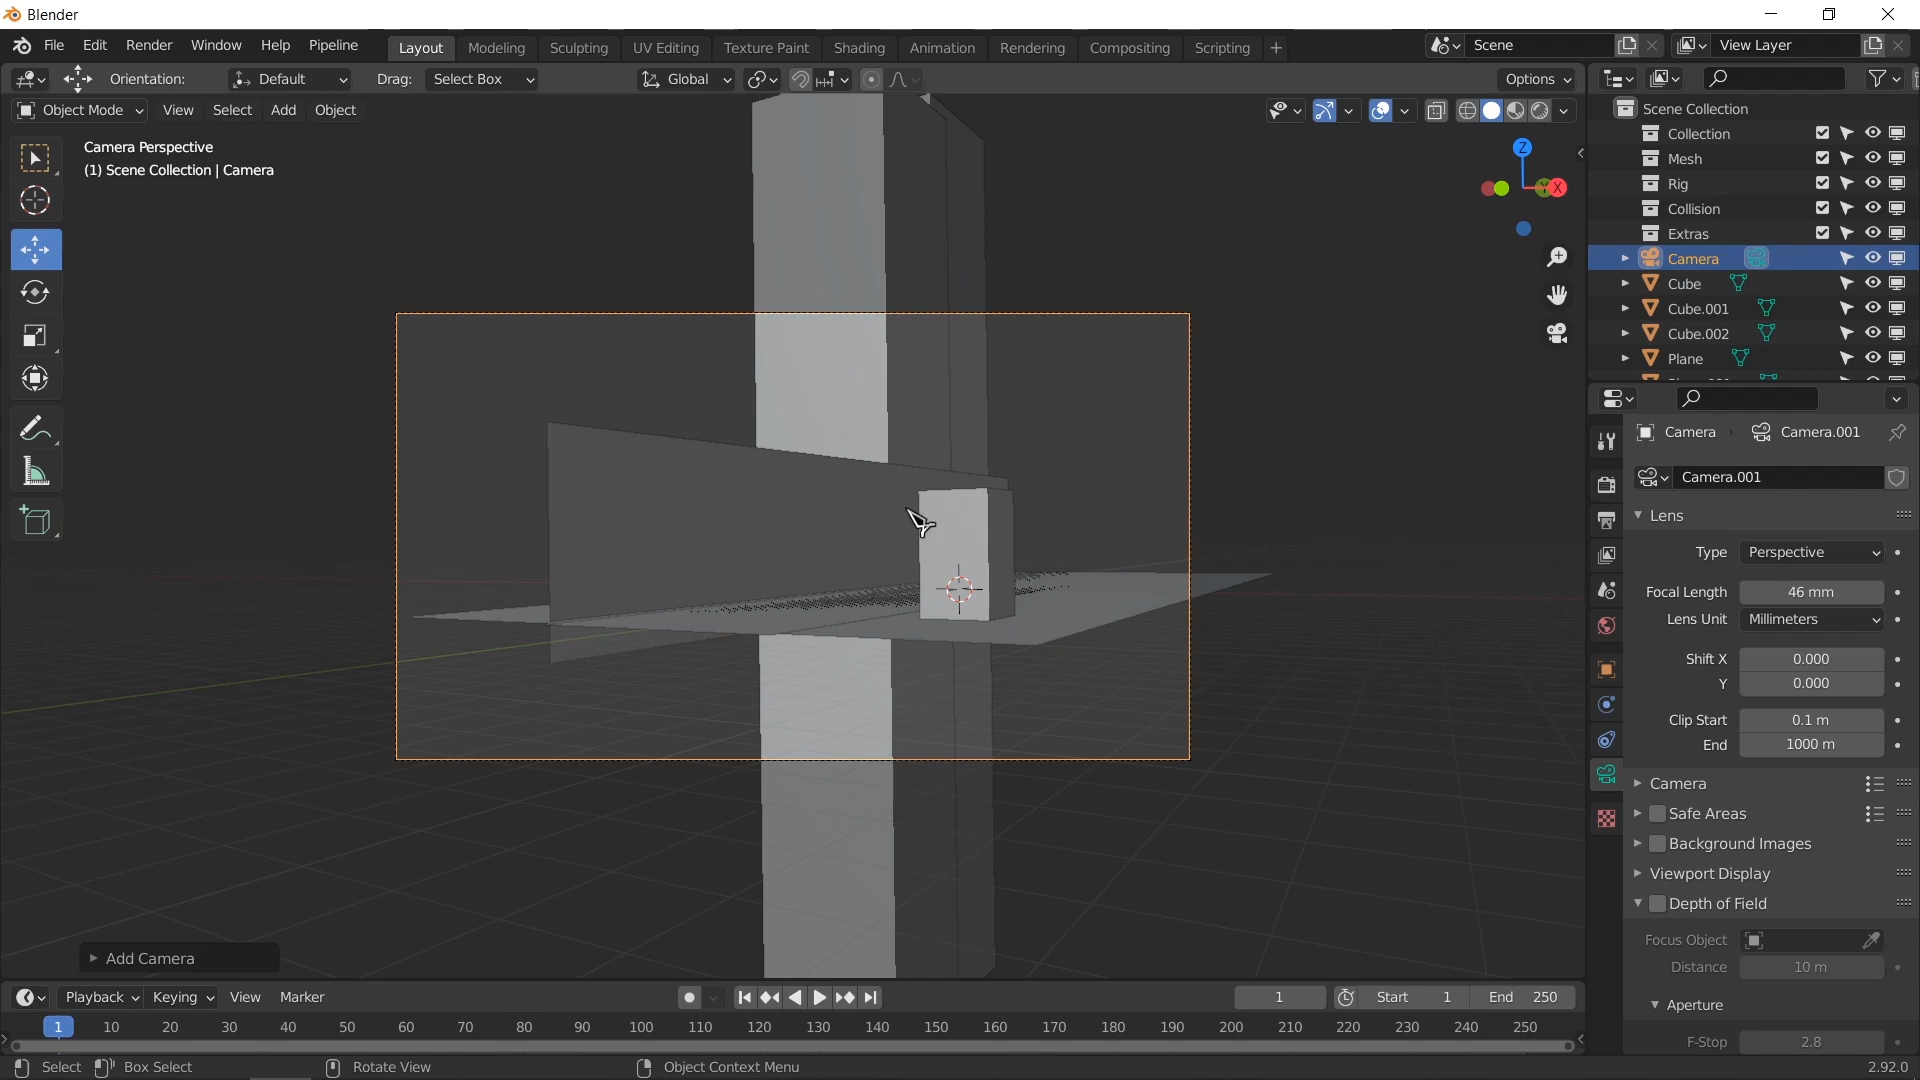 Blender
File Edit Render Window Help Pipeline Layout Modeling Sculpting UV Editing Texture Paint Shading Animation Rendering Compositing Scripting + Scene View Layer
Orientation: Default Drag: Select Box Global Options
Object Mode View Select Add Object
Camera Perspective
(1) Scene Collection | Camera
Z
Y X
Scene Collection
Collection
Mesh
Rig
Collision
Extras
Camera
Cube
Cube.001
Cube.002
Plane
Camera Camera.001
Camera.001
Lens
Type Perspective
Focal Length 46 mm
Lens Unit Millimeters
Shift X 0.000
Y 0.000
Clip Start 0.1 m
End 1000 m
Camera
Safe Areas
Background Images
Viewport Display
Depth of Field
Focus Object
Distance 10 m
Aperture
F-Stop 2.8
Add Camera
Playback Keying View Marker 1 Start 1 End 250
1 10 20 30 40 50 60 70 80 90 100 110 120 130 140 150 160 170 180 190 200 210 220 230 240 250
Select Box Select Rotate View Object Context Menu 2.92.0